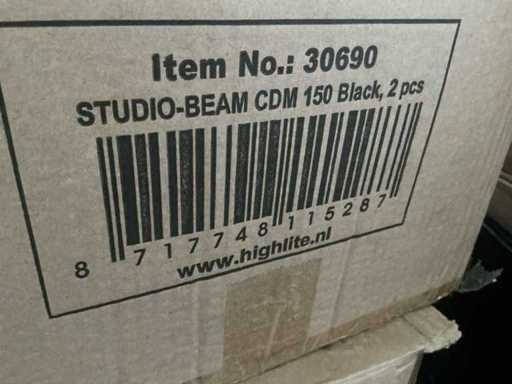 Item No.: 30690
STUDIO-BEAM CDM 150 Black, 2 pcs
8 717748 115287
www.highlite.nl